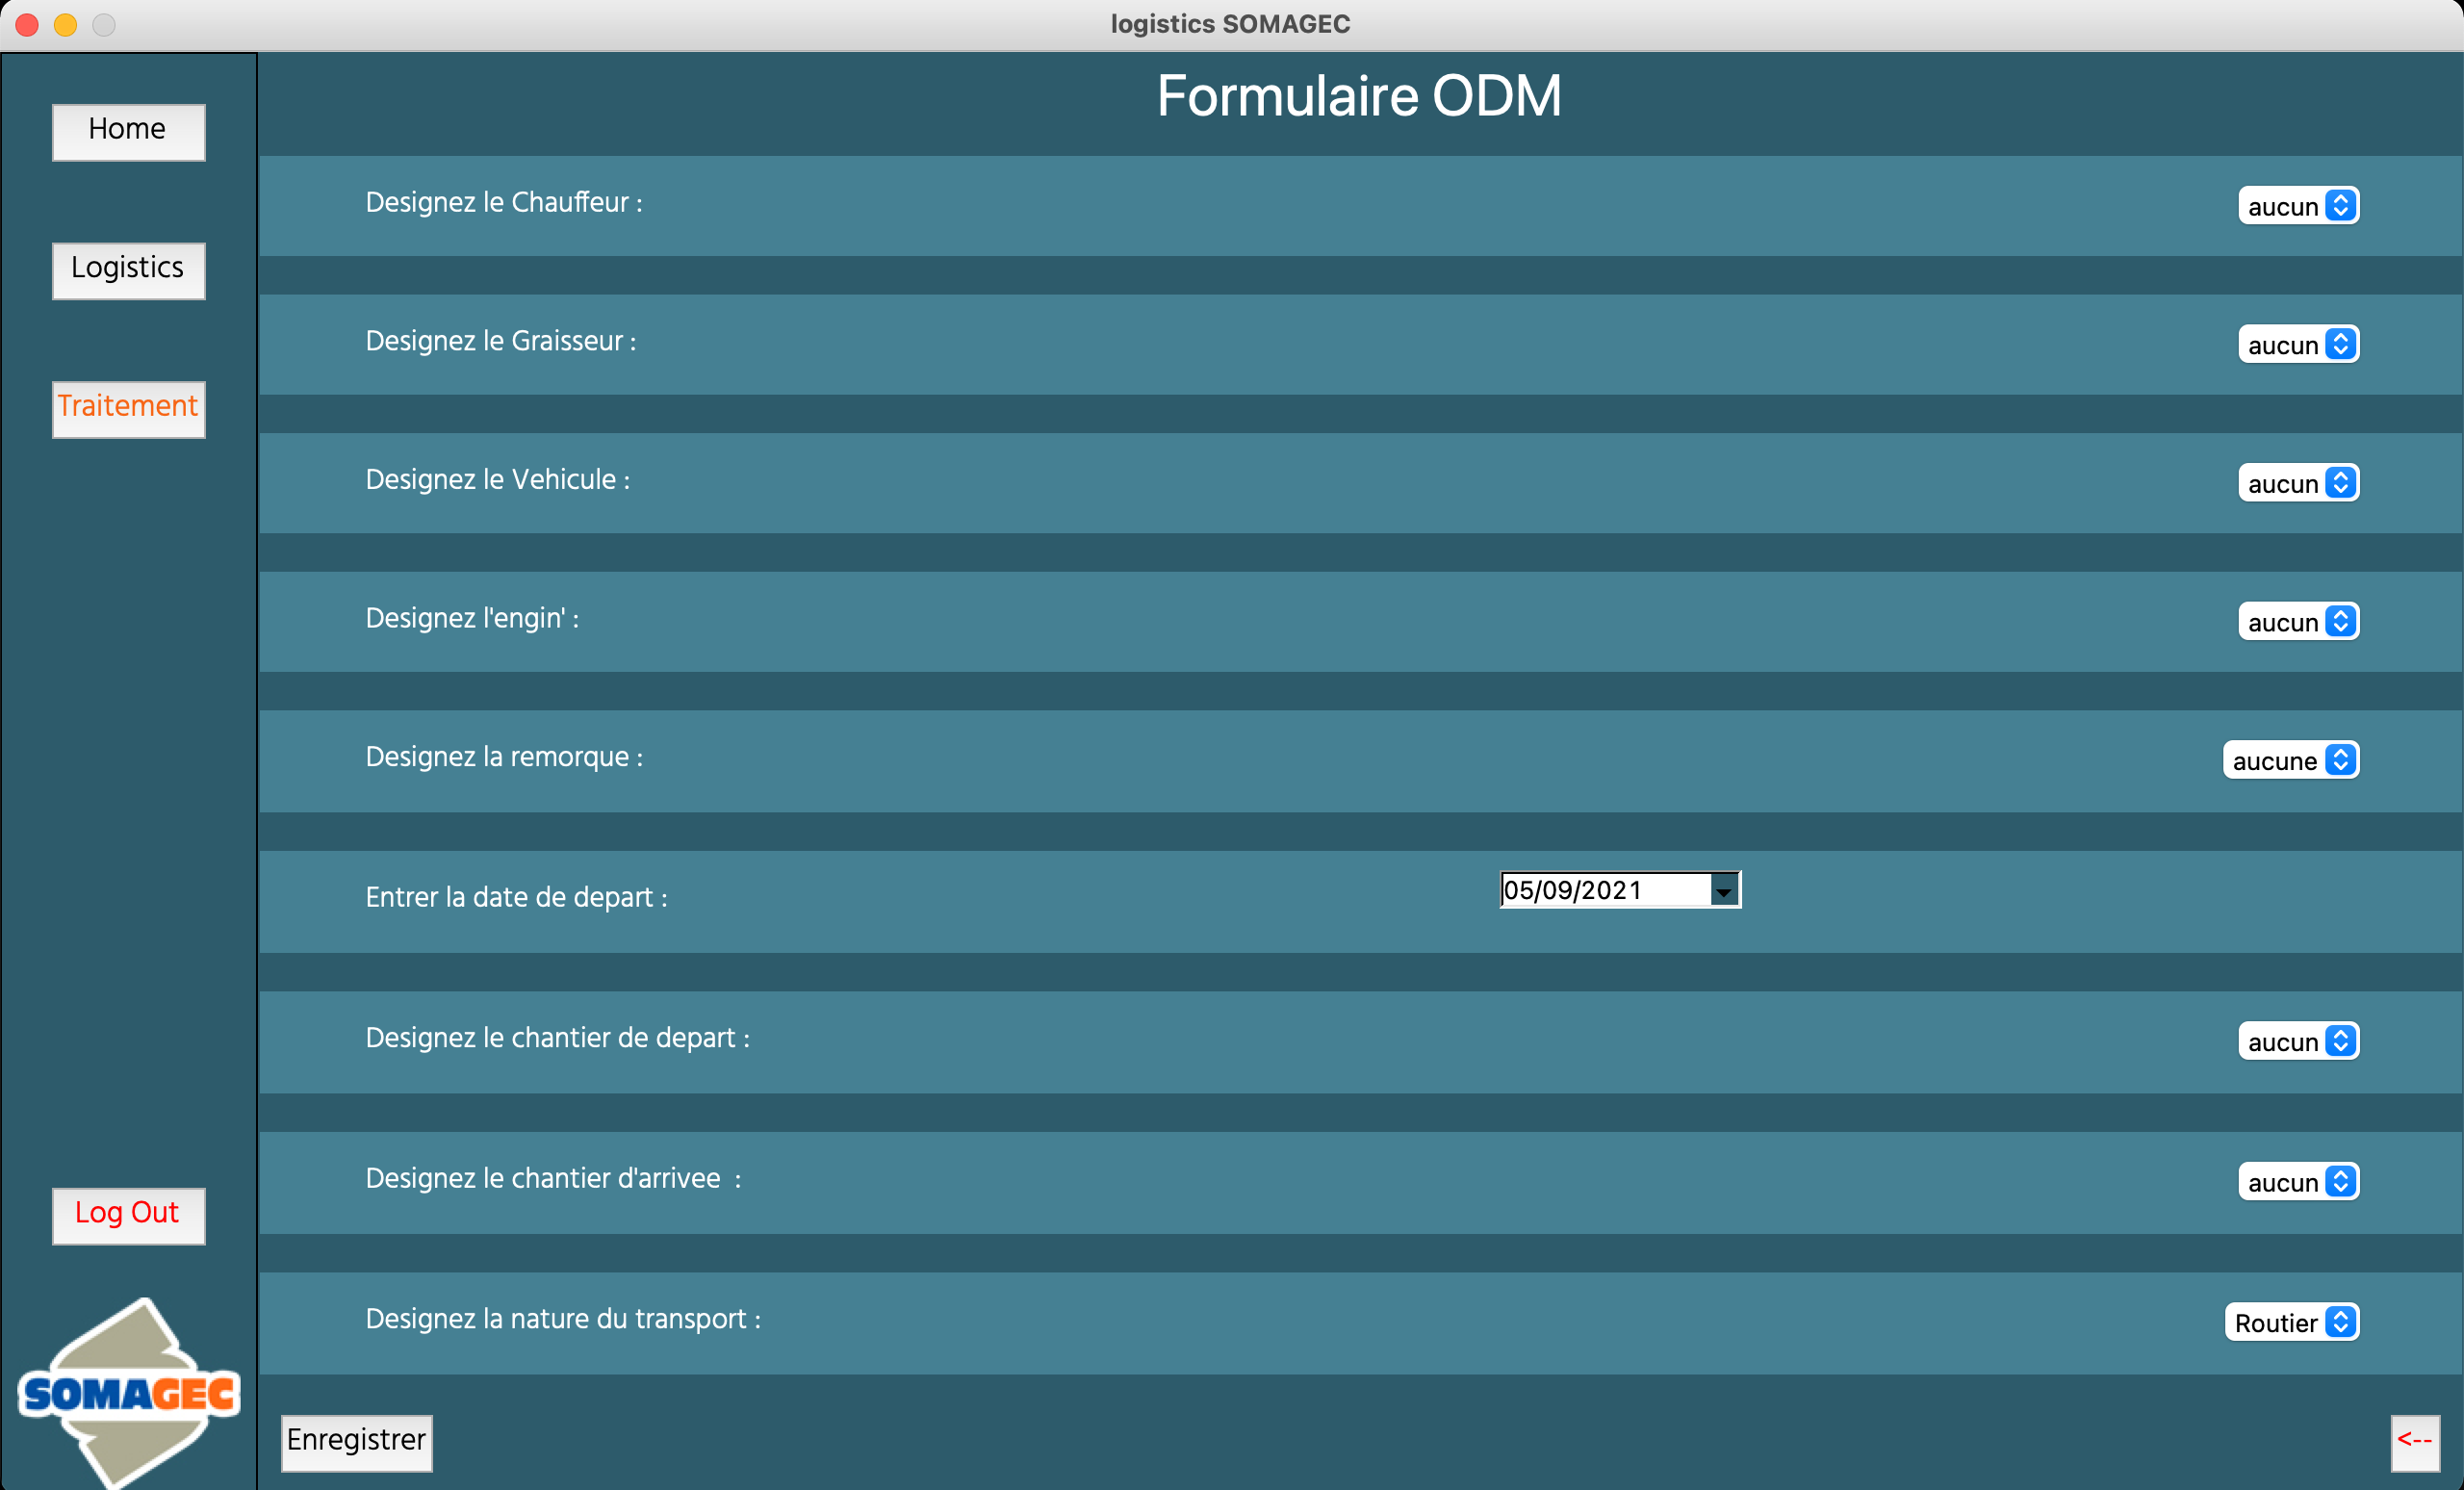 logistics SOMAGEC
Home
Logistics
Traitement
Log Out
SOMAGEC
Formulaire ODM
Designez le Chauffeur : aucun
Designez le Graisseur : aucun
Designez le Vehicule : aucun
Designez l'engin' : aucun
Designez la remorque : aucune
Entrer la date de depart : 05/09/2021
Designez le chantier de depart : aucun
Designez le chantier d'arrivee  : aucun
Designez la nature du transport : Routier
Enregistrer
<--